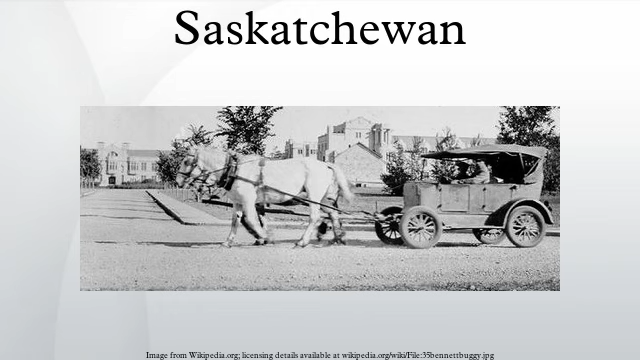 Saskatchewan
Image from Wikipedia.org; licensing details available at wikipedia.org/wiki/File:35bennettbuggy.jpg